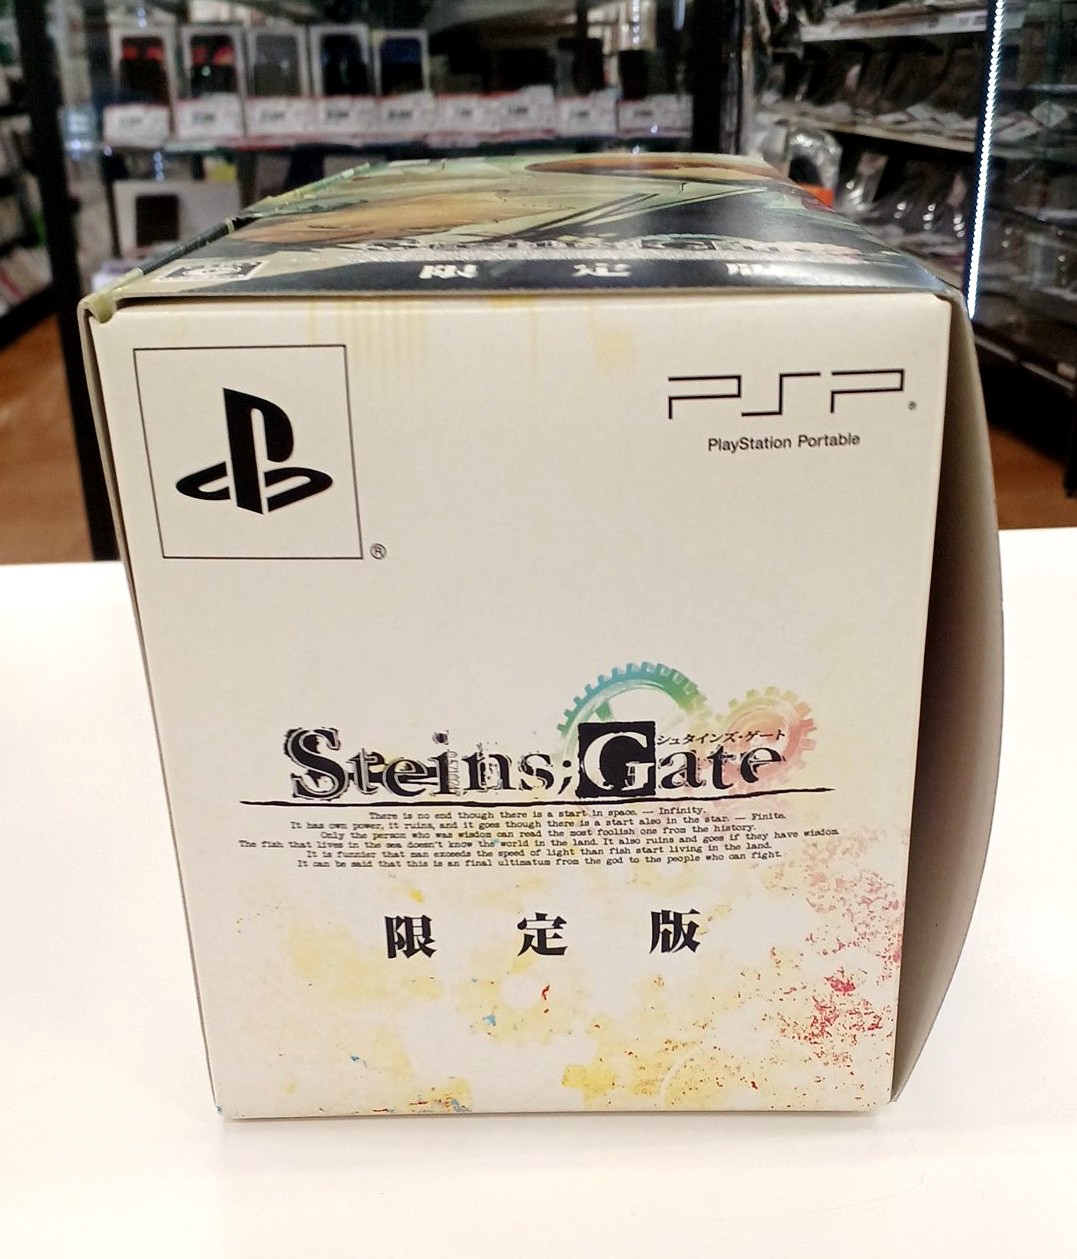 限 定 版
PSP®
PlayStation Portable
®
シュタインズ・ゲート
Steins;Gate
There is no end though there is a start in space. — Infinity.
It has own power, it ruins, and it goes though there is a start also in the star. — Finite.
Only the person who was wisdom can read the most foolish one from the history.
The fish that lives in the sea doesn't know the world in the land. It also ruins and goes if they have wisdom.
It is funnier that man exceeds the speed of light than fish start living in the land.
It can be said that this is an final ultimatum from the god to the people who can fight.
限 定 版